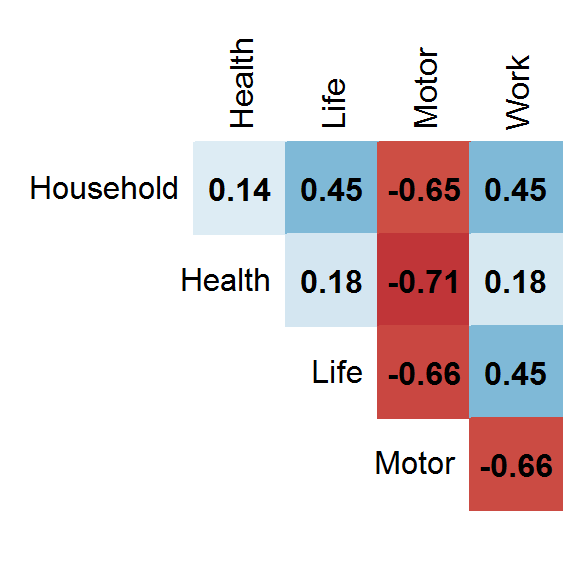 Health Life Motor Work
Household 0.14 0.45 -0.65 0.45
Health 0.18 -0.71 0.18
Life -0.66 0.45
Motor -0.66